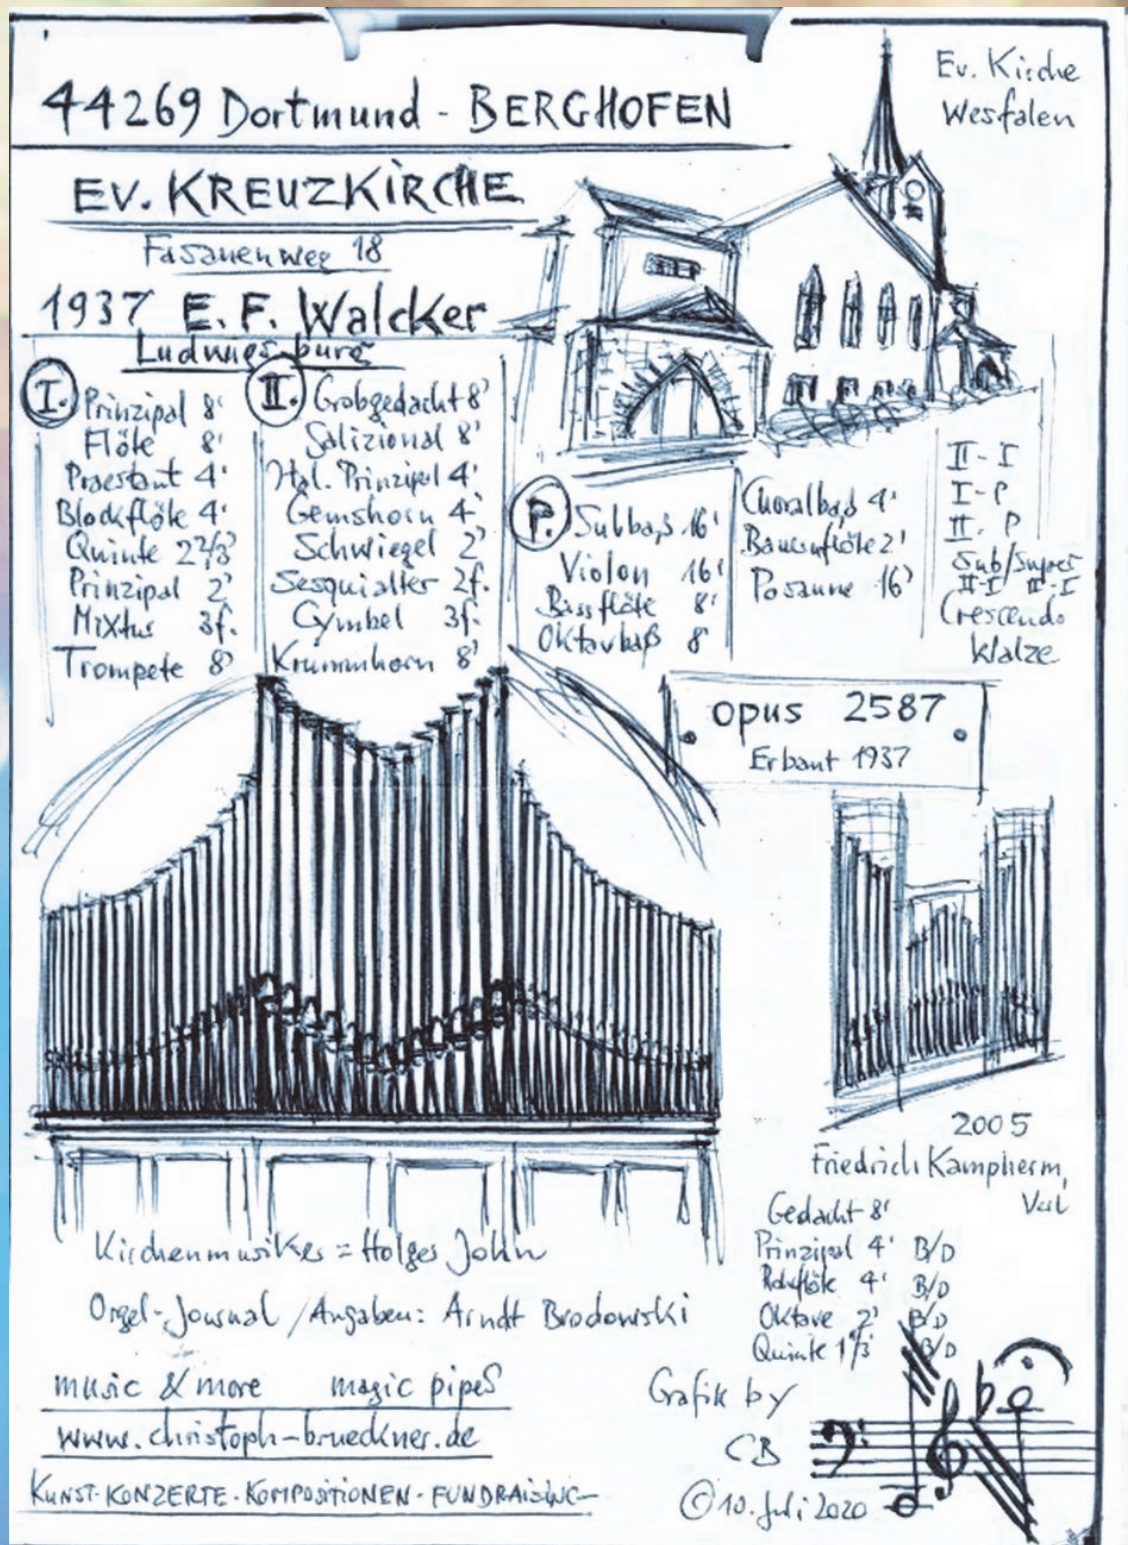 Ev. Kirche
Westfalen
44269 Dortmund - BERGHOFEN
EV. KREUZKIRCHE
Fasanenweg 18
1937 E. F. Walcker
Ludwigsburg
I.
Prinzipal 8'
Flöte 8'
Praestant 4'
Blockflöte 4'
Quinte 2 2/3'
Prinzipal 2'
Mixtur 3f.
Trompete 8'
II.
Grobgedackt 8'
Salizional 8'
Ital. Prinzipal 4'
Gemshorn 4'
Schwiegel 2'
Sesquialter 2f.
Cymbel 3f.
Krummhorn 8'
P.
Subbaß 16'
Violon 16'
Bassflöte 8'
Oktavbaß 8'
Choralbaß 4'
Bauernflöte 2'
Posaune 16'
II - I
I - P
II. P
Sub/Super
II-I II-I
Crescendo
Walze
opus 2587
Erbaut 1937
2005
Friedrich Kampherm,
Verl
Gedackt 8'
Prinzipal 4' B/D
Rohrflöte 4' B/D
Oktave 2' B/D
Quinte 1 1/3' B/D
Kirchenmusiker = Holger John
Orgel-Journal / Angaben: Arndt Brodowski
music & more magic pipes
www.christoph-brueckner.de
KUNST-KONZERTE-KOMPOSITIONEN-FUNDRAISING
Grafik by
CB
© 10. Juli 2020